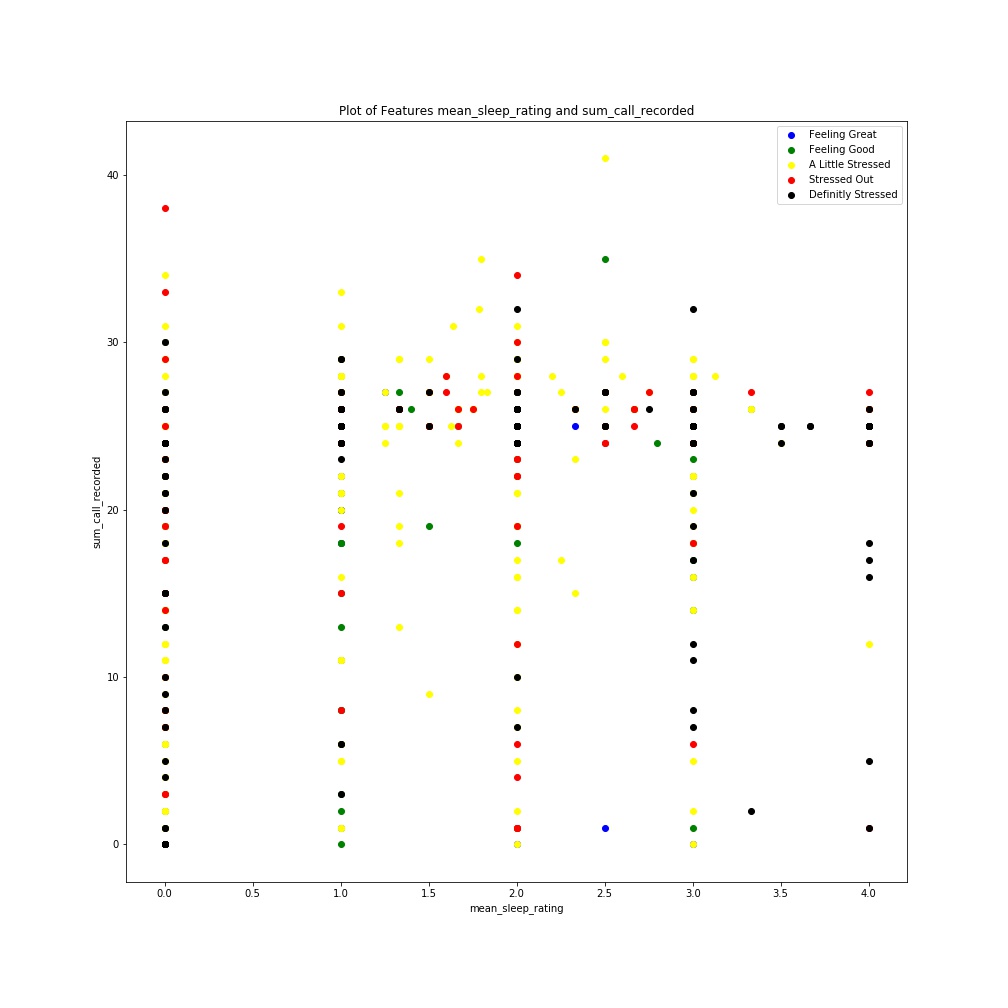 Plot of Features mean_sleep_rating and sum_call_recorded
Feeling Great
Feeling Good
A Little Stressed
Stressed Out
Definitly Stressed
sum_call_recorded
40
30
20
10
0
0.0 0.5 1.0 1.5 2.0 2.5 3.0 3.5 4.0
mean_sleep_rating